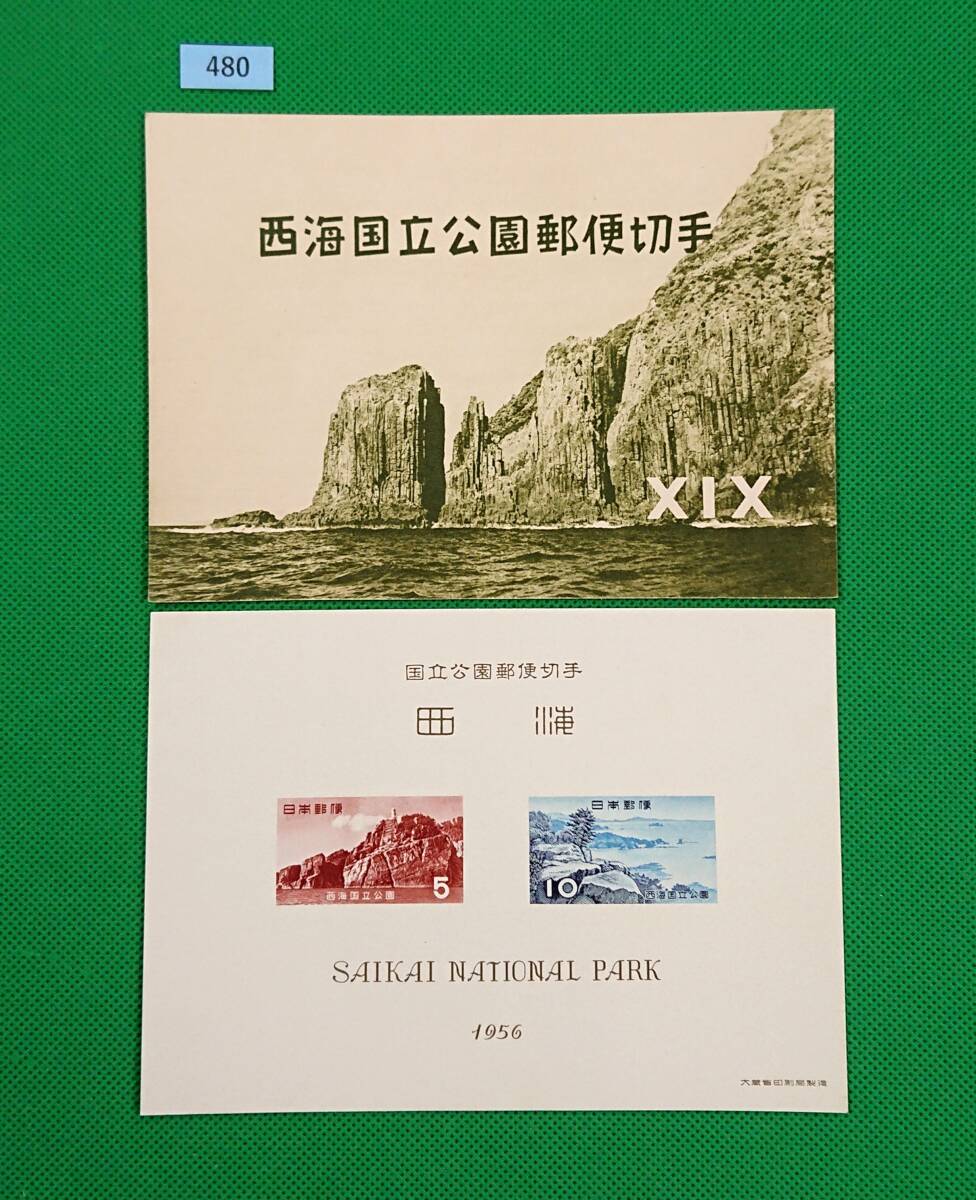 480
西海国立公園郵便切手
XIX
国立公園郵便切手
西 海
日本郵便
5
西海国立公園
日本郵便
10
西海国立公園
SAIKAI NATIONAL PARK
1956
大蔵省印刷局製造